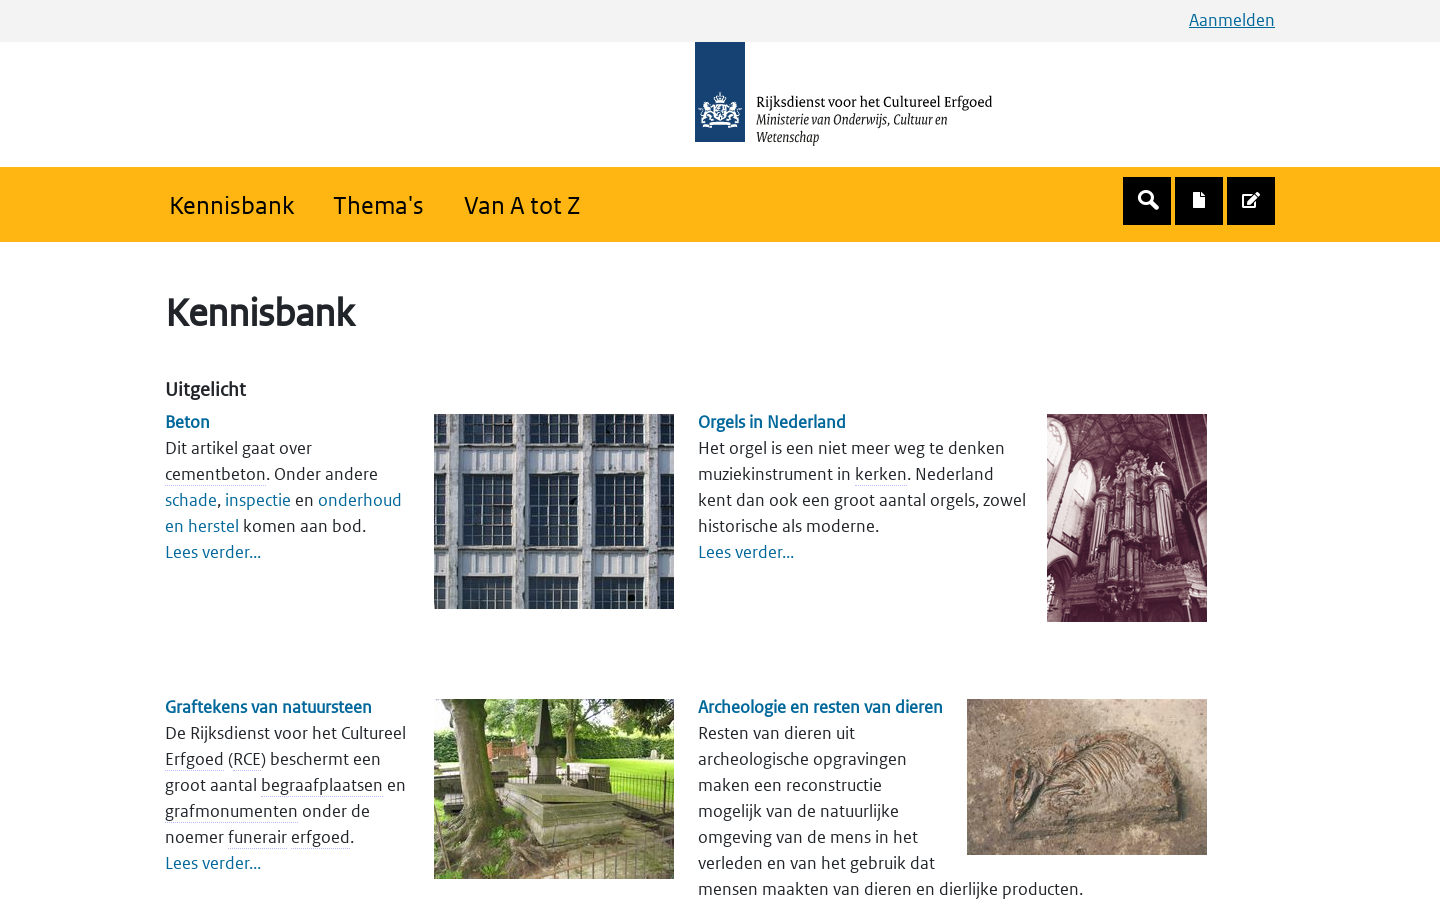 Aanmelden
Rijksdienst voor het Cultureel Erfgoed
Ministerie van Onderwijs, Cultuur en
Wetenschap
Kennisbank Thema's Van A tot Z
Kennisbank
Uitgelicht
Beton
Dit artikel gaat over
cementbeton. Onder andere
schade, inspectie en onderhoud
en herstel komen aan bod.
Lees verder...
Orgels in Nederland
Het orgel is een niet meer weg te denken
muziekinstrument in kerken. Nederland
kent dan ook een groot aantal orgels, zowel
historische als moderne.
Lees verder...
Graftekens van natuursteen
De Rijksdienst voor het Cultureel
Erfgoed (RCE) beschermt een
groot aantal begraafplaatsen en
grafmonumenten onder de
noemer funerair erfgoed.
Lees verder...
Archeologie en resten van dieren
Resten van dieren uit
archeologische opgravingen
maken een reconstructie
mogelijk van de natuurlijke
omgeving van de mens in het
verleden en van het gebruik dat
mensen maakten van dieren en dierlijke producten.